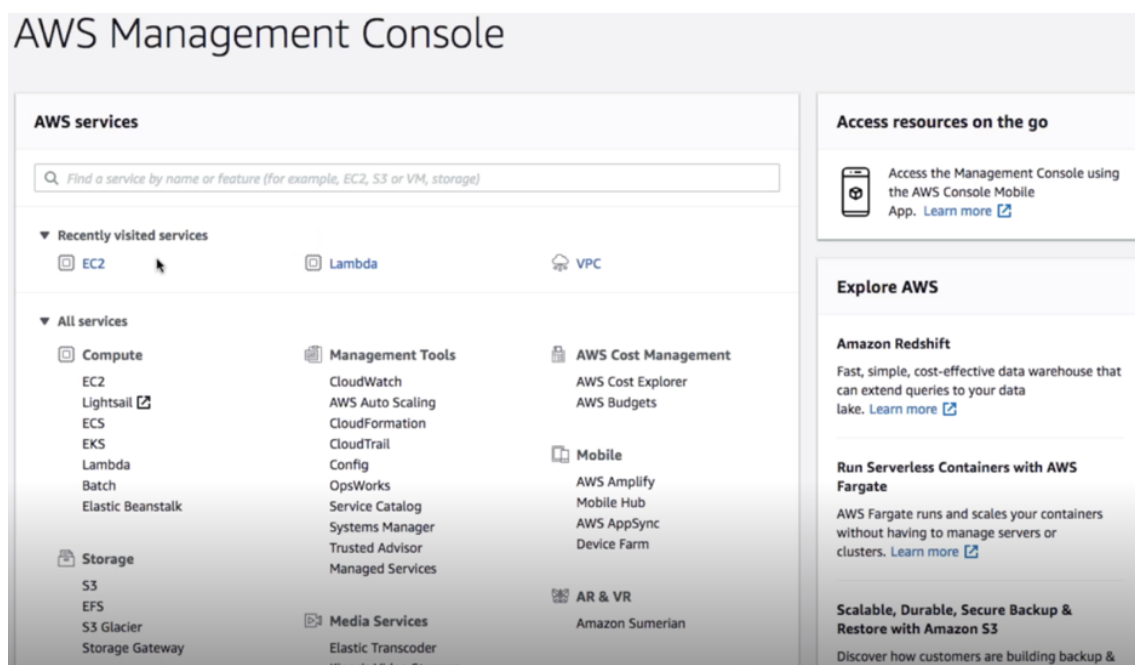 AWS Management Console
AWS services
Find a service by name or feature (for example, EC2, S3 or VM, storage)
Recently visited services
EC2
Lambda
VPC
All services
Compute
EC2
Lightsail
ECS
EKS
Lambda
Batch
Elastic Beanstalk
Storage
S3
EFS
S3 Glacier
Storage Gateway
Management Tools
CloudWatch
AWS Auto Scaling
CloudFormation
CloudTrail
Config
OpsWorks
Service Catalog
Systems Manager
Trusted Advisor
Managed Services
Media Services
Elastic Transcoder
AWS Cost Management
AWS Cost Explorer
AWS Budgets
Mobile
AWS Amplify
Mobile Hub
AWS AppSync
Device Farm
AR & VR
Amazon Sumerian
Access resources on the go
Access the Management Console using
the AWS Console Mobile
App. Learn more
Explore AWS
Amazon Redshift
Fast, simple, cost-effective data warehouse that
can extend queries to your data
lake. Learn more
Run Serverless Containers with AWS
Fargate
AWS Fargate runs and scales your containers
without having to manage servers or
clusters. Learn more
Scalable, Durable, Secure Backup &
Restore with Amazon S3
Discover how customers are building backup &